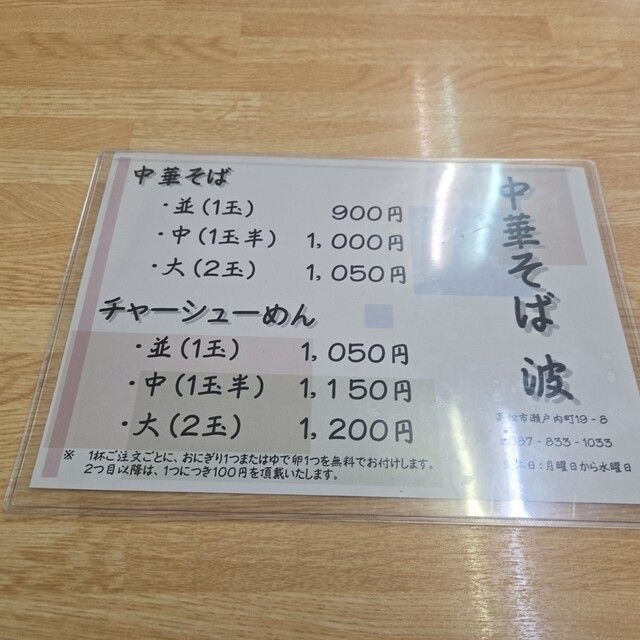 中華そば
・並(1玉) 900円
・中(1玉半) 1,000円
・大(2玉) 1,050円
チャーシューめん
・並(1玉) 1,050円
・中(1玉半) 1,150円
・大(2玉) 1,200円
※ 1杯ご注文ごとに、おにぎり1つまたはゆで卵1つを無料でお付けします。
2つ目以降は、1つにつき100円を頂戴いたします。
中華そば 波
高松市瀬戸内町19-8
087-833-1033
定休日:月曜日から水曜日